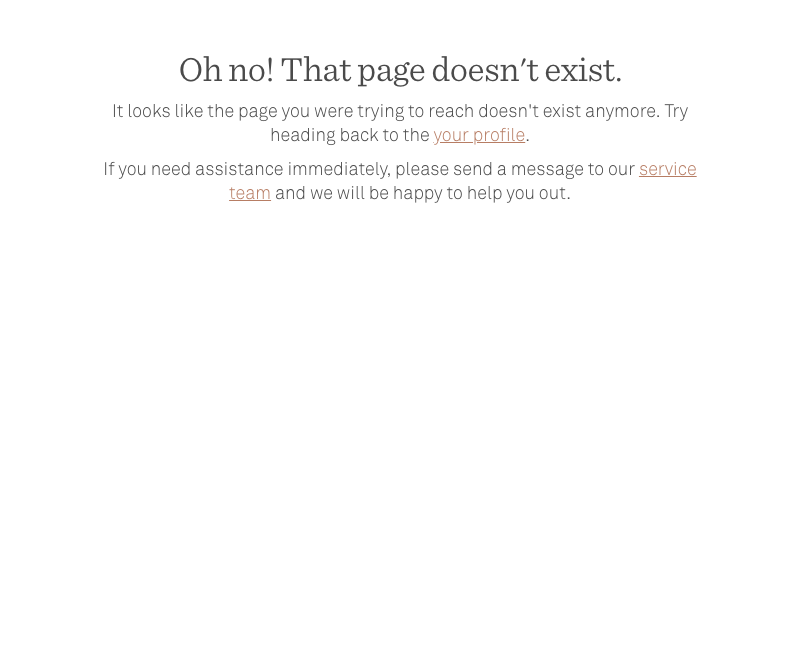 Oh no! That page doesn't exist.
It looks like the page you were trying to reach doesn't exist anymore. Try
heading back to the your profile.
If you need assistance immediately, please send a message to our service
team and we will be happy to help you out.